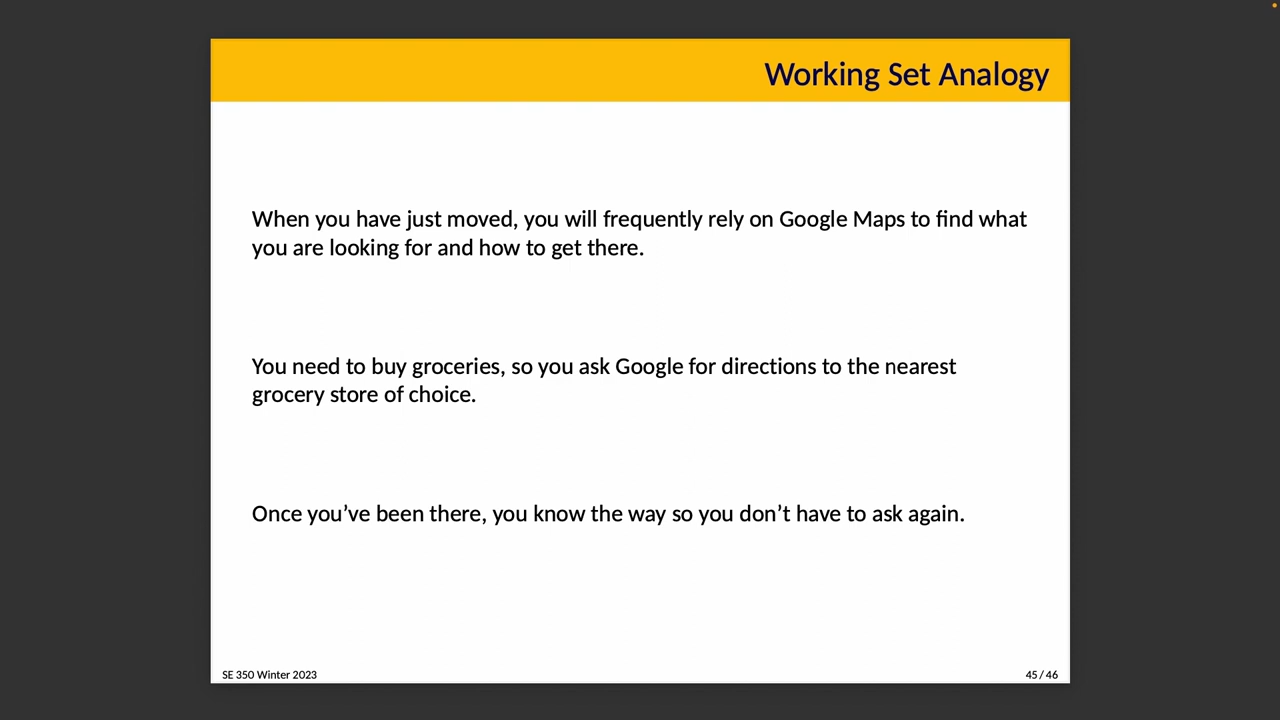 Working Set Analogy
When you have just moved, you will frequently rely on Google Maps to find what
you are looking for and how to get there.
You need to buy groceries, so you ask Google for directions to the nearest
grocery store of choice.
Once you’ve been there, you know the way so you don’t have to ask again.
SE 350 Winter 2023
45 / 46